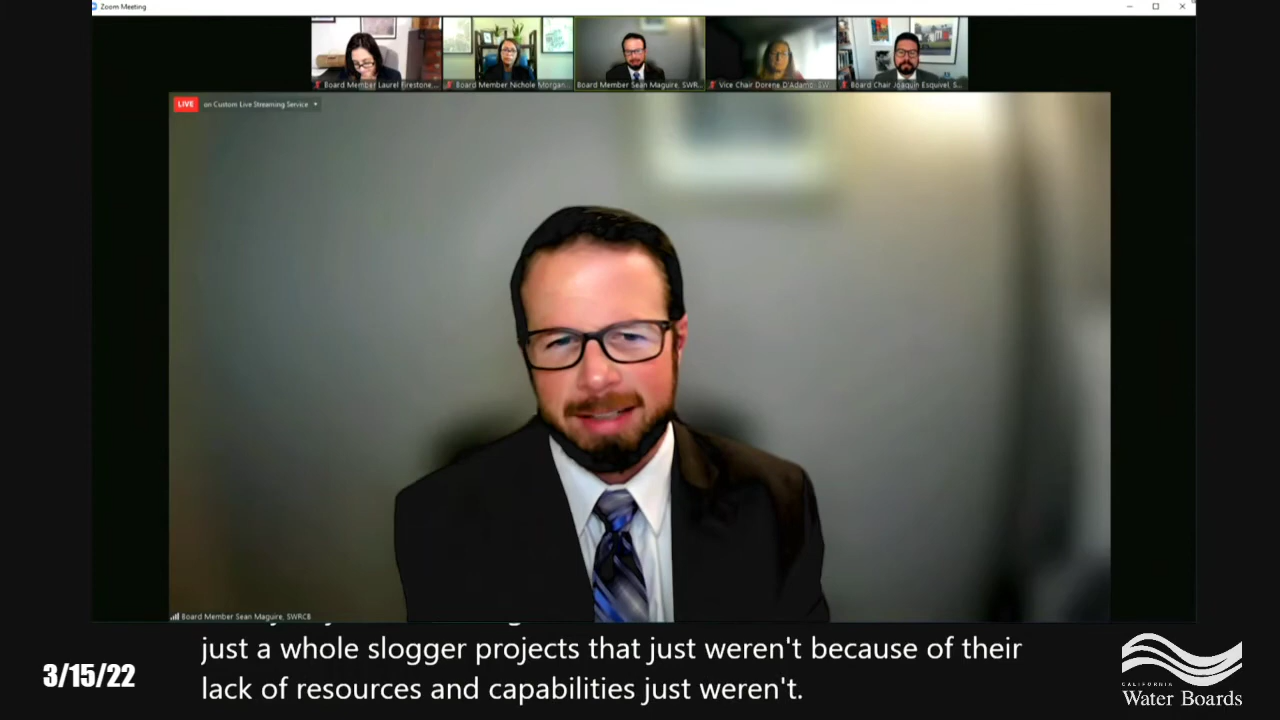 Zoom Meeting
Board Member Laurel Firestone...
Board Member Nichole Morgan
Board Member Sean Maguire, SWR...
Vice Chair Dorene D'Adamo
Board Chair Joaquin Esquivel, S...
LIVE on Custom Live Streaming Service
Board Member Sean Maguire, SWRCB
just a whole slogger projects that just weren't because of their
lack of resources and capabilities just weren't.
3/15/22
CALIFORNIA
Water Boards